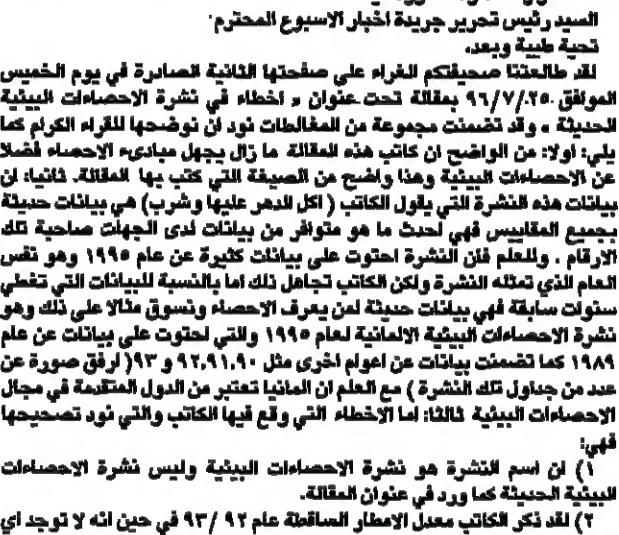 السيد رئيس تحرير جريدة اخبار الاسبوع المحترم
تحية طيبة وبعد،
لقد طالعتنا صحيفتكم الغراء على صفحتها الثانية الصادرة في يوم الخميس
الموافق ٩٦/٧/٢٥ بمقالة تحت عنوان « اخطاء في نشرة الاحصاءات البيئية
الحديثة » وقد تضمنت مجموعة من المغالطات نود ان نوضحها للقراء الكرام كما
يلي: اولا: من الواضح ان كاتب هذه المقالة ما زال يجهل مبادىء الاحصاء فضلا
عن الاحصاءات البيئية وهذا واضح من الصيغة التي كتب بها المقالة. ثانيا: ان
بيانات هذه النشرة التي يقول الكاتب ( اكل الدهر عليها وشرب) هي بيانات حديثة
بجميع المقاييس فهي احدث ما هو متوافر من بيانات لدى الجهات صاحبة تلك
الارقام . وللعلم فان النشرة احتوت على بيانات كثيرة عن عام ١٩٩٥ وهو نفس
العام الذي تمثله النشرة ولكن الكاتب تجاهل ذلك اما بالنسبة للبيانات التي تغطي
سنوات سابقة فهي بيانات حديثة لمن يعرف الاحصاء ونسوق مثالا على ذلك وهو
نشرة الاحصاءات البيئية الالمانية لعام ١٩٩٥ والتي احتوت على بيانات عن عام
١٩٨٩ كما تضمنت بيانات عن اعوام اخرى مثل ٩٢,٩١,٩٠ و ٩٣( ارفق صورة عن
عدد من جداول تلك النشرة ) مع العلم ان المانيا تعتبر من الدول المتقدمة في مجال
الاحصاءات البيئية ثالثا: اما الاخطاء التي وقع فيها الكاتب والتي نود تصحيحها
فهي:
١) ان اسم النشرة هو نشرة الاحصاءات البيئية وليس نشرة الاحصاءات
البيئية الحديثة كما ورد في عنوان المقالة.
٢) لقد ذكر الكاتب معدل الامطار الساقطة عام ٩٢ /٩٣ في حين انه لا توجد اي